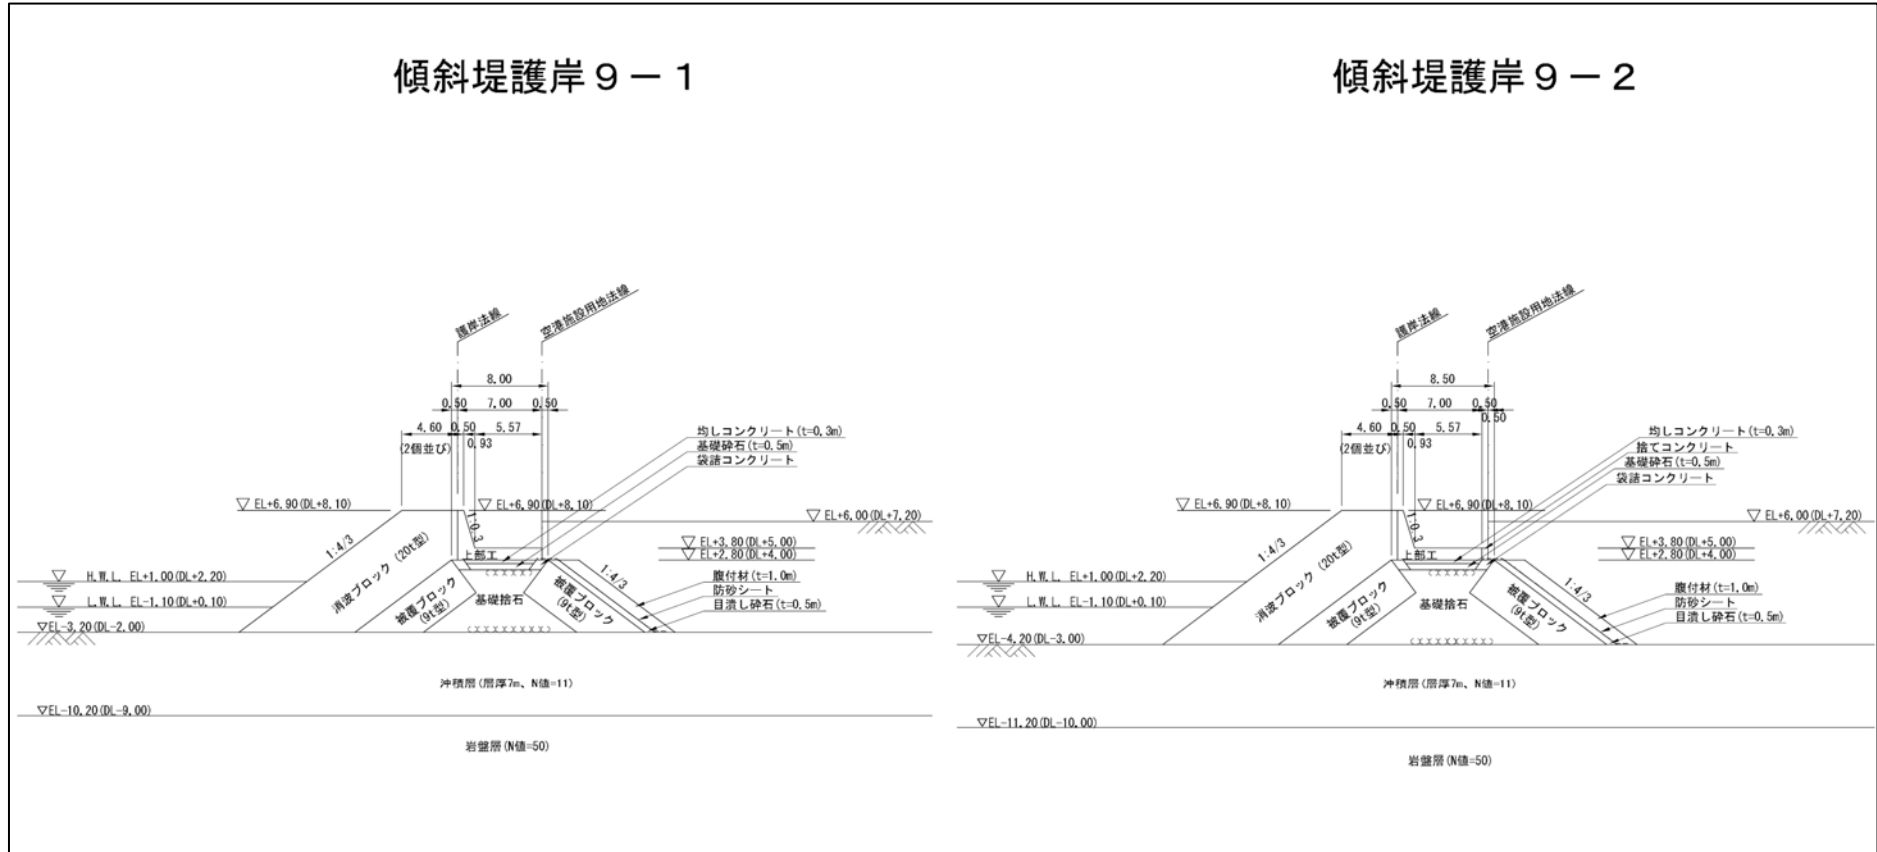 傾斜堤護岸９－１
護岸法線
空港施設用地法線
8.00
0.50
7.00
0.50
4.60
0.50
5.57
(2個並び)
0.93
均しコンクリート(t=0.3m)
基礎砕石(t=0.5m)
袋詰コンクリート
EL+6.90(DL+8.10)
EL+6.90(DL+8.10)
EL+6.00(DL+7.20)
1:0.3
1:4/3
消波ブロック (20t型)
上部工
EL+3.80(DL+5.00)
EL+2.80(DL+4.00)
1:4/3
H.W.L. EL+1.00(DL+2.20)
L.W.L. EL-1.10(DL+0.10)
被覆ブロック
(9t型)
基礎捨石
被覆ブロック
(9t型)
腹付材(t=1.0m)
防砂シート
目潰し砕石(t=0.5m)
▽EL-3.20(DL-2.00)
沖積層(層厚7m、N値=11)
▽EL-10.20(DL-9.00)
岩盤層(N値=50)
傾斜堤護岸９－２
護岸法線
空港施設用地法線
8.50
0.50
7.00
0.50
0.50
4.60
0.50
5.57
(2個並び)
0.93
均しコンクリート(t=0.3m)
捨てコンクリート
基礎砕石(t=0.5m)
袋詰コンクリート
EL+6.90(DL+8.10)
EL+6.90(DL+8.10)
EL+6.00(DL+7.20)
1:0.3
1:4/3
消波ブロック (20t型)
上部工
EL+3.80(DL+5.00)
EL+2.80(DL+4.00)
1:4/3
H.W.L. EL+1.00(DL+2.20)
L.W.L. EL-1.10(DL+0.10)
被覆ブロック
(9t型)
基礎捨石
被覆ブロック
(9t型)
腹付材(t=1.0m)
防砂シート
目潰し砕石(t=0.5m)
▽EL-4.20(DL-3.00)
沖積層(層厚7m、N値=11)
▽EL-11.20(DL-10.00)
岩盤層(N値=50)